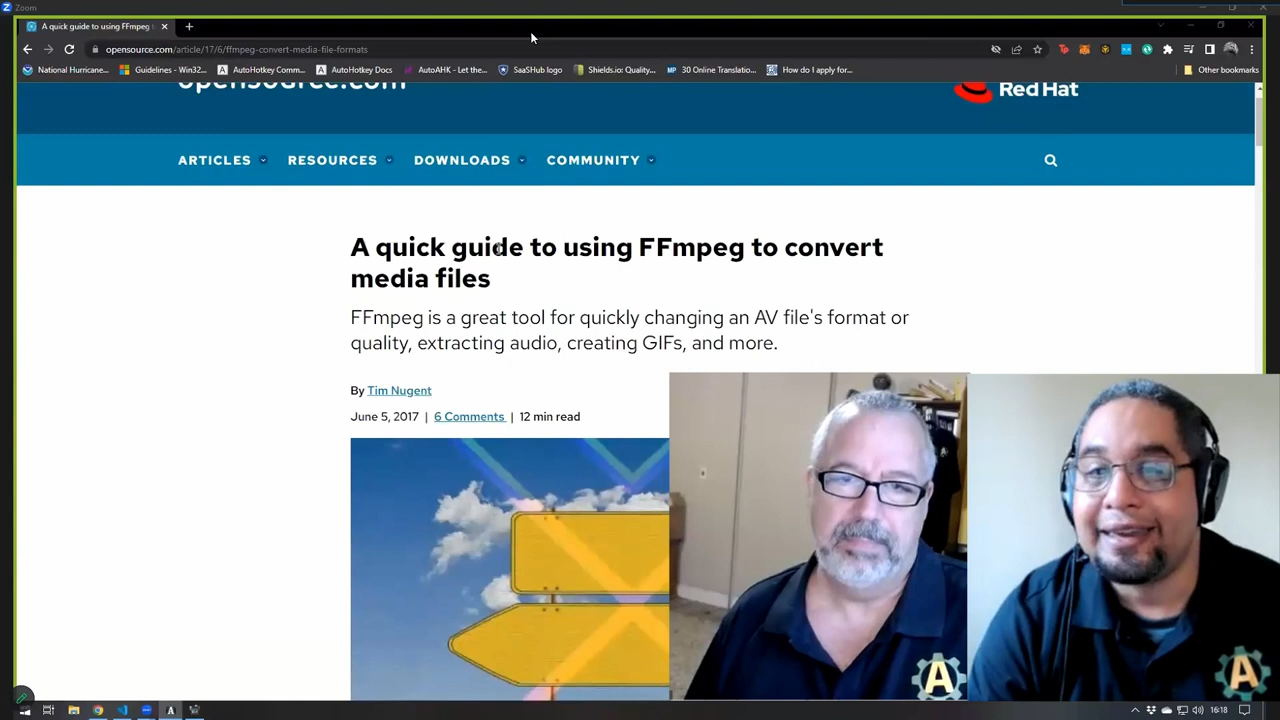 Zoom
A quick guide to using FFmpeg
opensource.com/article/17/6/ffmpeg-convert-media-file-formats
National Hurricane... Guidelines - Win32... AutoHotkey Comm... AutoHotkey Docs AutoAHK - Let the... SaaSHub logo Shields.io: Quality... 30 Online Translatio... How do I apply for... Other bookmarks
opensource.com
Red Hat
ARTICLES RESOURCES DOWNLOADS COMMUNITY
A quick guide to using FFmpeg to convert
media files
FFmpeg is a great tool for quickly changing an AV file's format or
quality, extracting audio, creating GIFs, and more.
By Tim Nugent
June 5, 2017 | 6 Comments | 12 min read
A A
16:18